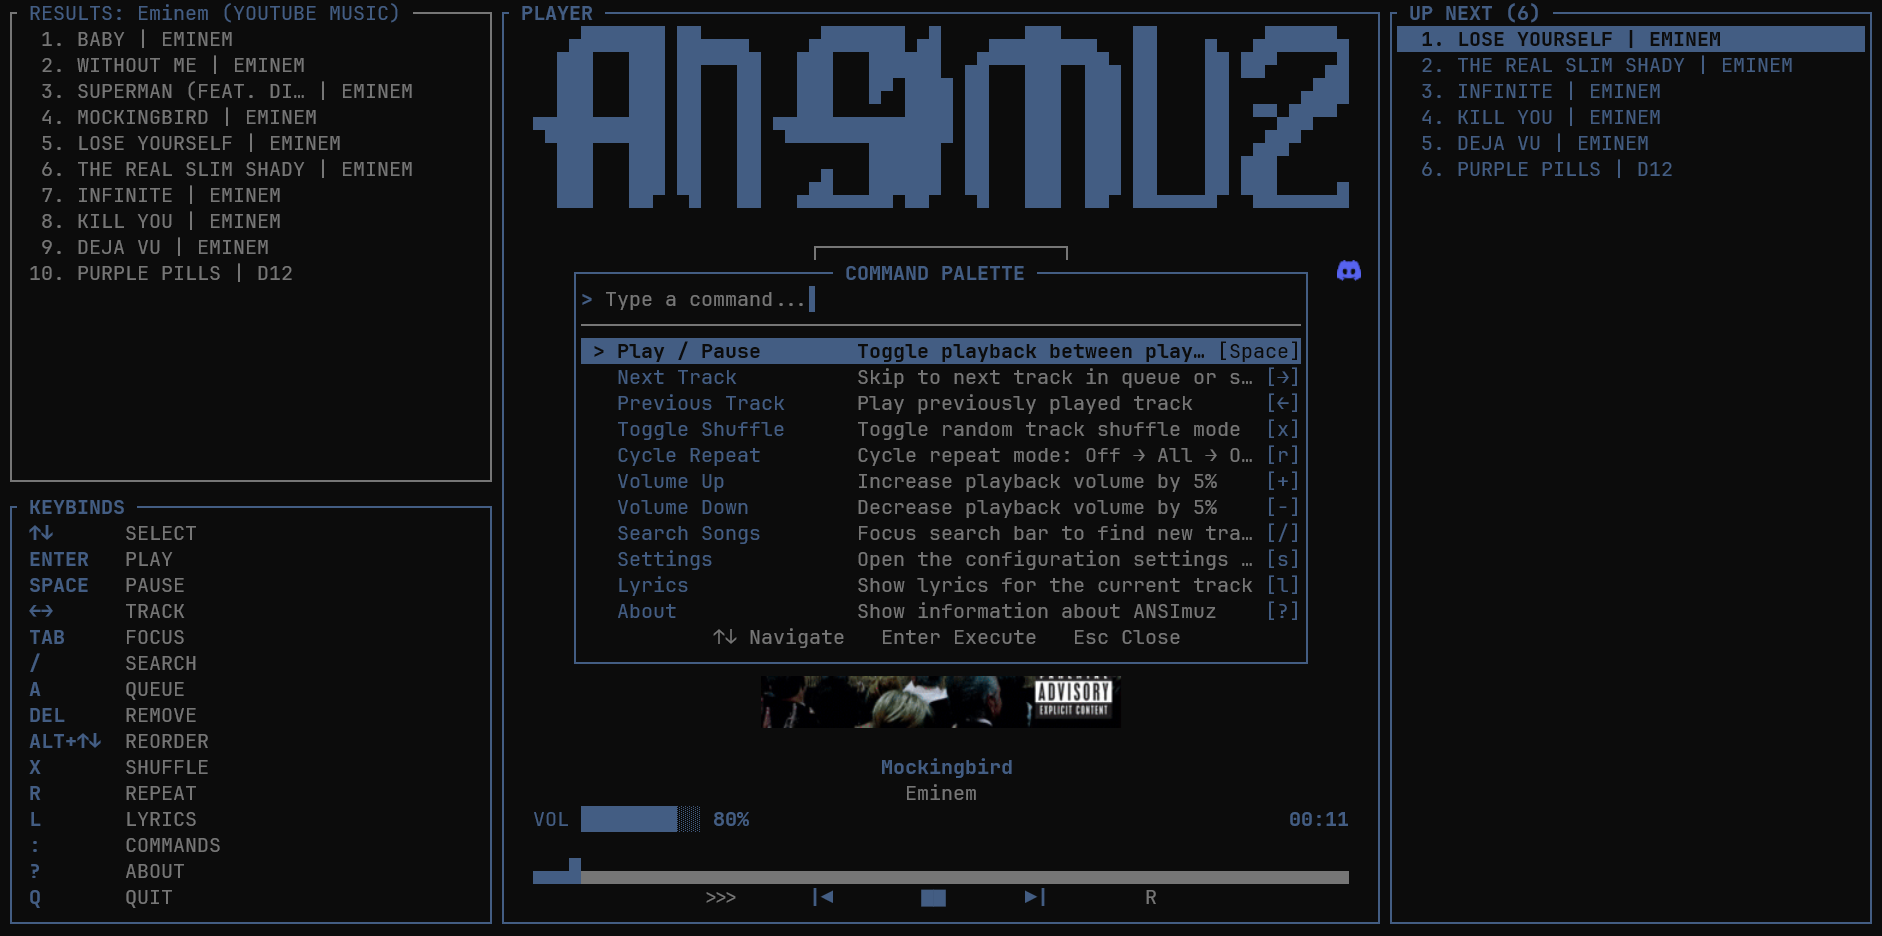 RESULTS: Eminem (YOUTUBE MUSIC)
1. BABY | EMINEM
2. WITHOUT ME | EMINEM
3. SUPERMAN (FEAT. DI… | EMINEM
4. MOCKINGBIRD | EMINEM
5. LOSE YOURSELF | EMINEM
6. THE REAL SLIM SHADY | EMINEM
7. INFINITE | EMINEM
8. KILL YOU | EMINEM
9. DEJA VU | EMINEM
10. PURPLE PILLS | D12
KEYBINDS
↑↓ SELECT
ENTER PLAY
SPACE PAUSE
←→ TRACK
TAB FOCUS
/ SEARCH
A QUEUE
DEL REMOVE
ALT+↑↓ REORDER
X SHUFFLE
R REPEAT
L LYRICS
: COMMANDS
? ABOUT
Q QUIT
PLAYER
ANSIMUZ
COMMAND PALETTE
> Type a command...
> Play / Pause Toggle playback between play… [Space]
Next Track Skip to next track in queue or s… [→]
Previous Track Play previously played track [←]
Toggle Shuffle Toggle random track shuffle mode [x]
Cycle Repeat Cycle repeat mode: Off → All → O… [r]
Volume Up Increase playback volume by 5% [+]
Volume Down Decrease playback volume by 5% [-]
Search Songs Focus search bar to find new tra… [/]
Settings Open the configuration settings … [s]
Lyrics Show lyrics for the current track [l]
About Show information about ANSImuz [?]
↑↓ Navigate Enter Execute Esc Close
ADVISORY
EXPLICIT CONTENT
Mockingbird
Eminem
VOL 80% 00:11
>>> R
UP NEXT (6)
1. LOSE YOURSELF | EMINEM
2. THE REAL SLIM SHADY | EMINEM
3. INFINITE | EMINEM
4. KILL YOU | EMINEM
5. DEJA VU | EMINEM
6. PURPLE PILLS | D12